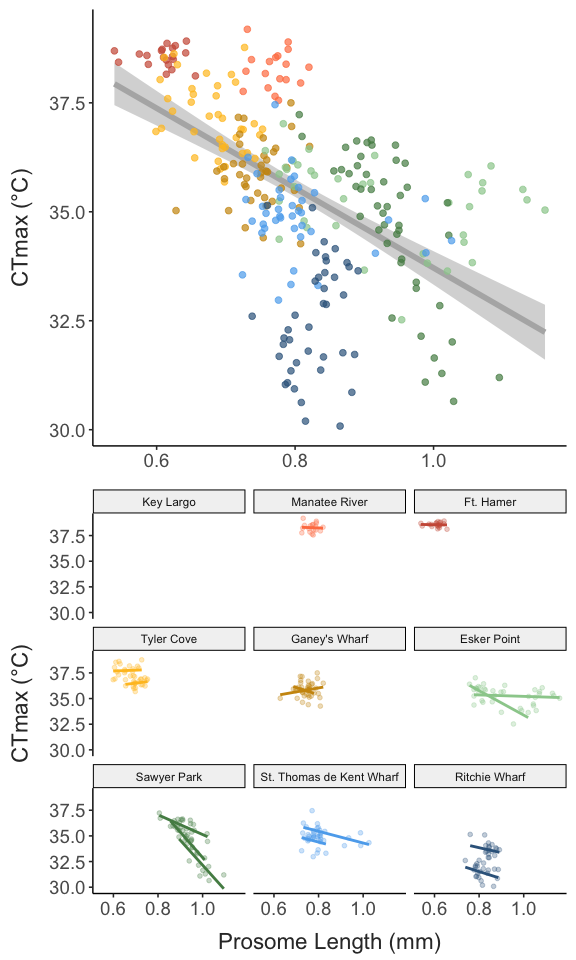 CTmax (°C)
37.5
35.0
32.5
30.0
0.6 0.8 1.0
Key Largo Manatee River Ft. Hamer
37.5
35.0
32.5
30.0
Tyler Cove Ganey's Wharf Esker Point
CTmax (°C)
37.5
35.0
32.5
30.0
Sawyer Park St. Thomas de Kent Wharf Ritchie Wharf
37.5
35.0
32.5
30.0
0.6 0.8 1.0 0.6 0.8 1.0 0.6 0.8 1.0
Prosome Length (mm)